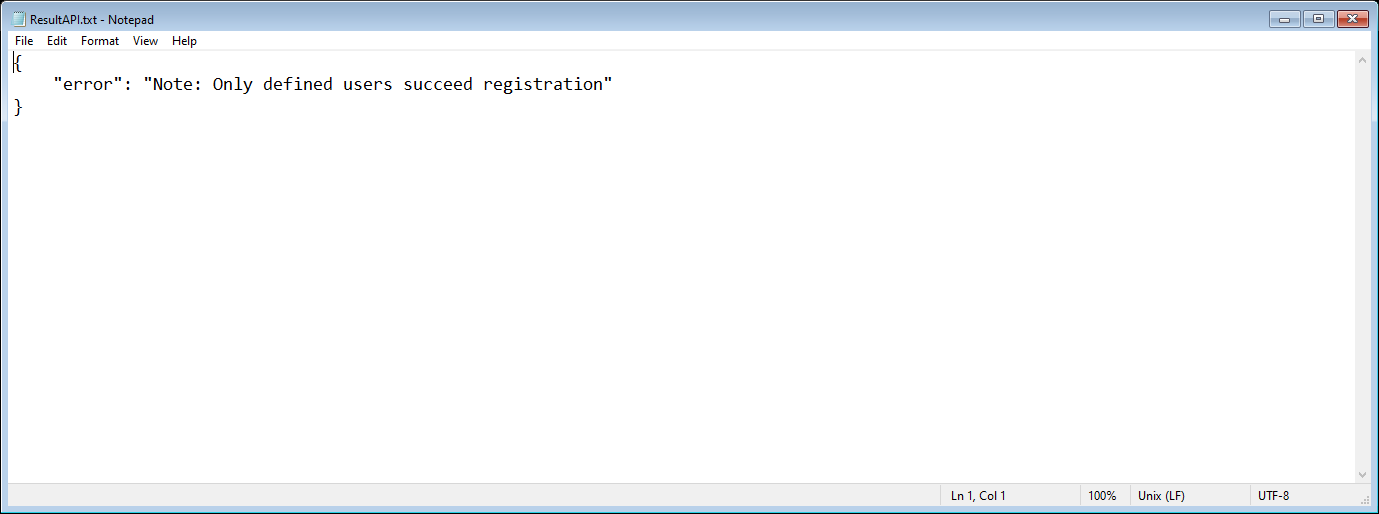 ResultAPI.txt - Notepad
File Edit Format View Help
{
    "error": "Note: Only defined users succeed registration"
}
Ln 1, Col 1 100% Unix (LF) UTF-8